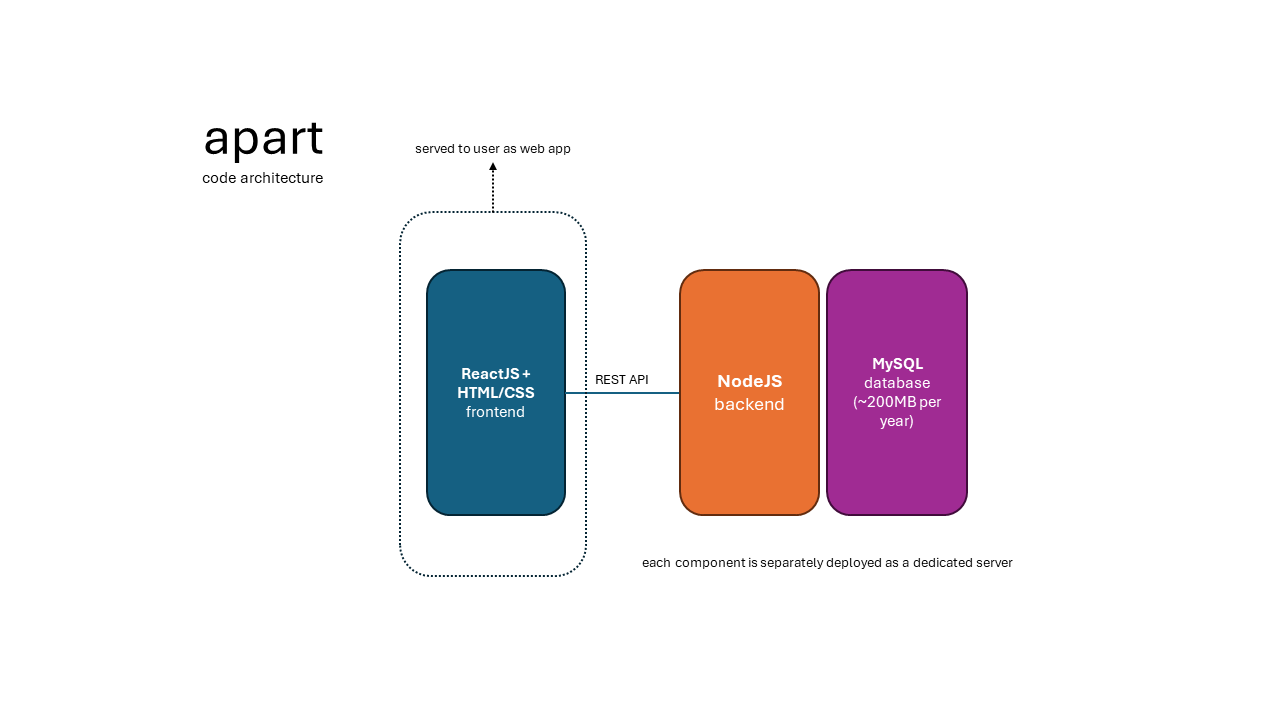 apart
code architecture
served to user as web app
ReactJS +
HTML/CSS
frontend
REST API
NodeJS
backend
MySQL
database
(~200MB per
year)
each component is separately deployed as a dedicated server